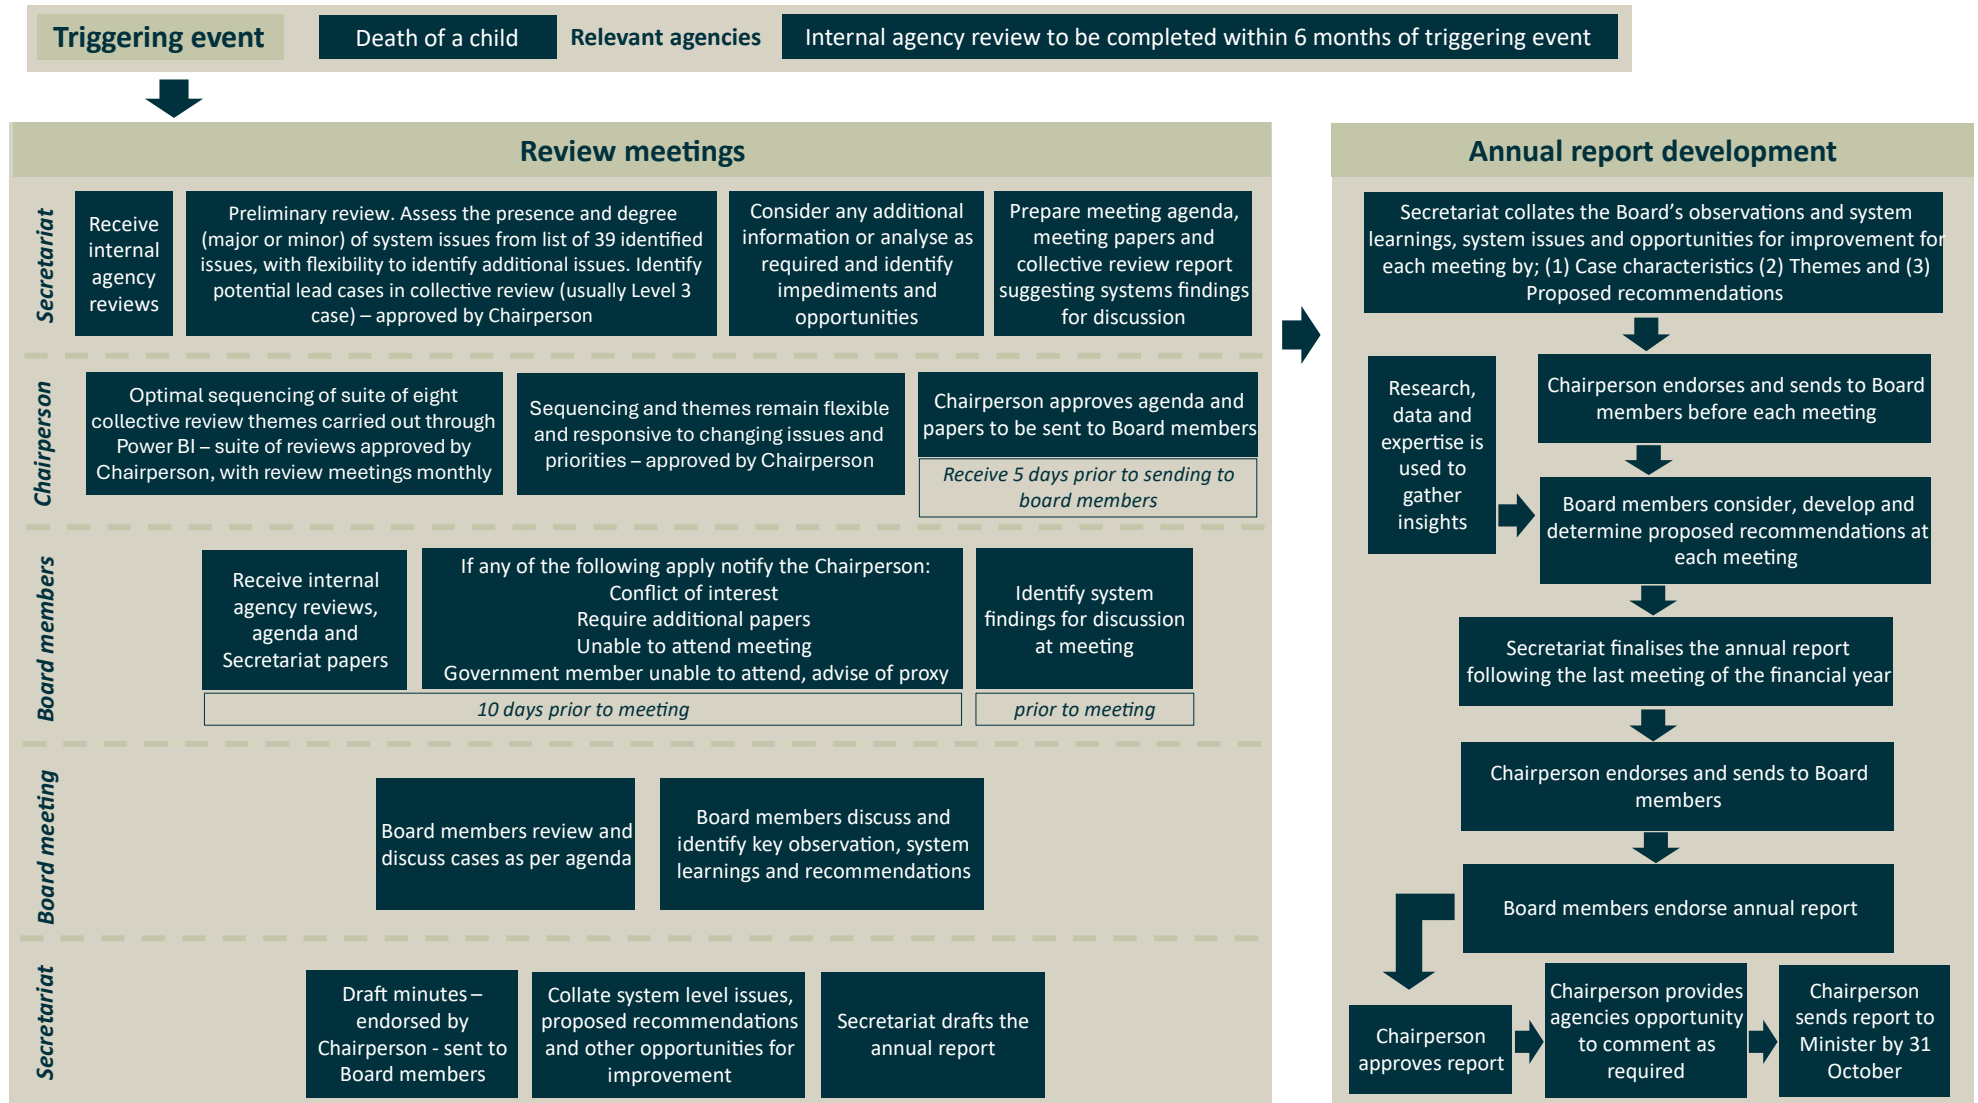 Triggering event
Death of a child
Relevant agencies
Internal agency review to be completed within 6 months of triggering event
Review meetings
Secretariat
Receive
internal
agency
reviews
Preliminary review. Assess the presence and degree
(major or minor) of system issues from list of 39 identified
issues, with flexibility to identify additional issues. Identify
potential lead cases in collective review (usually Level 3
case) – approved by Chairperson
Consider any additional
information or analyse as
required and identify
impediments and
opportunities
Prepare meeting agenda,
meeting papers and
collective review report
suggesting systems findings
for discussion
Chairperson
Optimal sequencing of suite of eight
collective review themes carried out through
Power BI – suite of reviews approved by
Chairperson, with review meetings monthly
Sequencing and themes remain flexible
and responsive to changing issues and
priorities – approved by Chairperson
Chairperson approves agenda and
papers to be sent to Board members
Receive 5 days prior to sending to
board members
Board members
Receive internal
agency reviews,
agenda and
Secretariat papers
If any of the following apply notify the Chairperson:
Conflict of interest
Require additional papers
Unable to attend meeting
Government member unable to attend, advise of proxy
10 days prior to meeting
Identify system
findings for discussion
at meeting
prior to meeting
Board meeting
Board members review and
discuss cases as per agenda
Board members discuss and
identify key observation, system
learnings and recommendations
Secretariat
Draft minutes –
endorsed by
Chairperson - sent to
Board members
Collate system level issues,
proposed recommendations
and other opportunities for
improvement
Secretariat drafts the
annual report
Annual report development
Secretariat collates the Board’s observations and system
learnings, system issues and opportunities for improvement for
each meeting by; (1) Case characteristics (2) Themes and (3)
Proposed recommendations
Chairperson endorses and sends to Board
members before each meeting
Research,
data and
expertise is
used to
gather
insights
Board members consider, develop and
determine proposed recommendations at
each meeting
Secretariat finalises the annual report
following the last meeting of the financial year
Chairperson endorses and sends to Board
members
Board members endorse annual report
Chairperson
approves report
Chairperson provides
agencies opportunity
to comment as
required
Chairperson
sends report to
Minister by 31
October